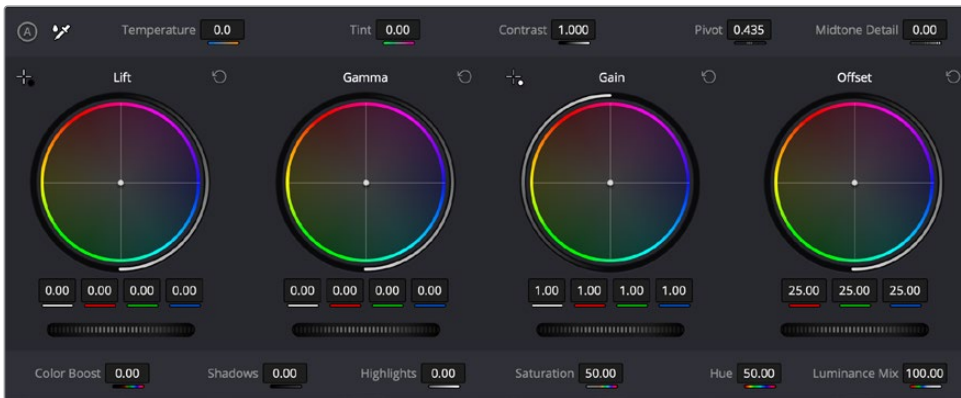 A Temperature 0.0 Tint 0.00 Contrast 1.000 Pivot 0.435 Midtone Detail 0.00
Lift Gamma Gain Offset
0.00 0.00 0.00 0.00 0.00 0.00 0.00 0.00 1.00 1.00 1.00 1.00 25.00 25.00 25.00
Color Boost 0.00 Shadows 0.00 Highlights 0.00 Saturation 50.00 Hue 50.00 Luminance Mix 100.00